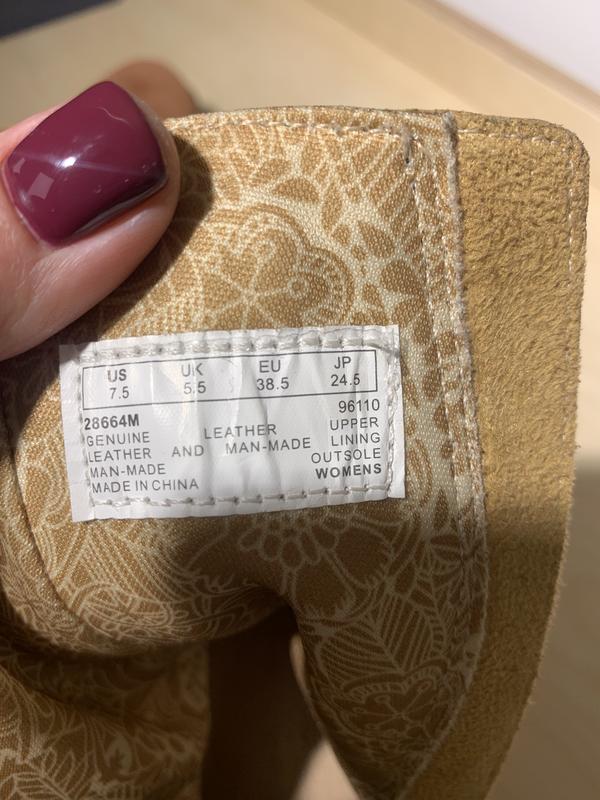 US UK EU JP
7.5 5.5 38.5 24.5
28664M 96110
GENUINE LEATHER UPPER
LEATHER AND MAN-MADE LINING
MAN-MADE OUTSOLE
MADE IN CHINA WOMENS